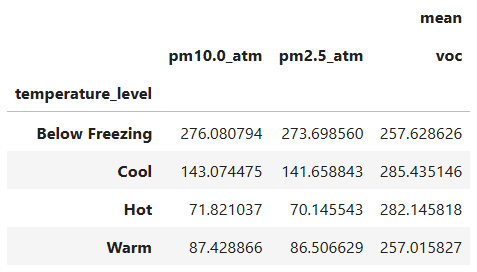 mean
pm10.0_atm pm2.5_atm voc
temperature_level
Below Freezing 276.080794 273.698560 257.628626
Cool 143.074475 141.658843 285.435146
Hot 71.821037 70.145543 282.145818
Warm 87.428866 86.506629 257.015827